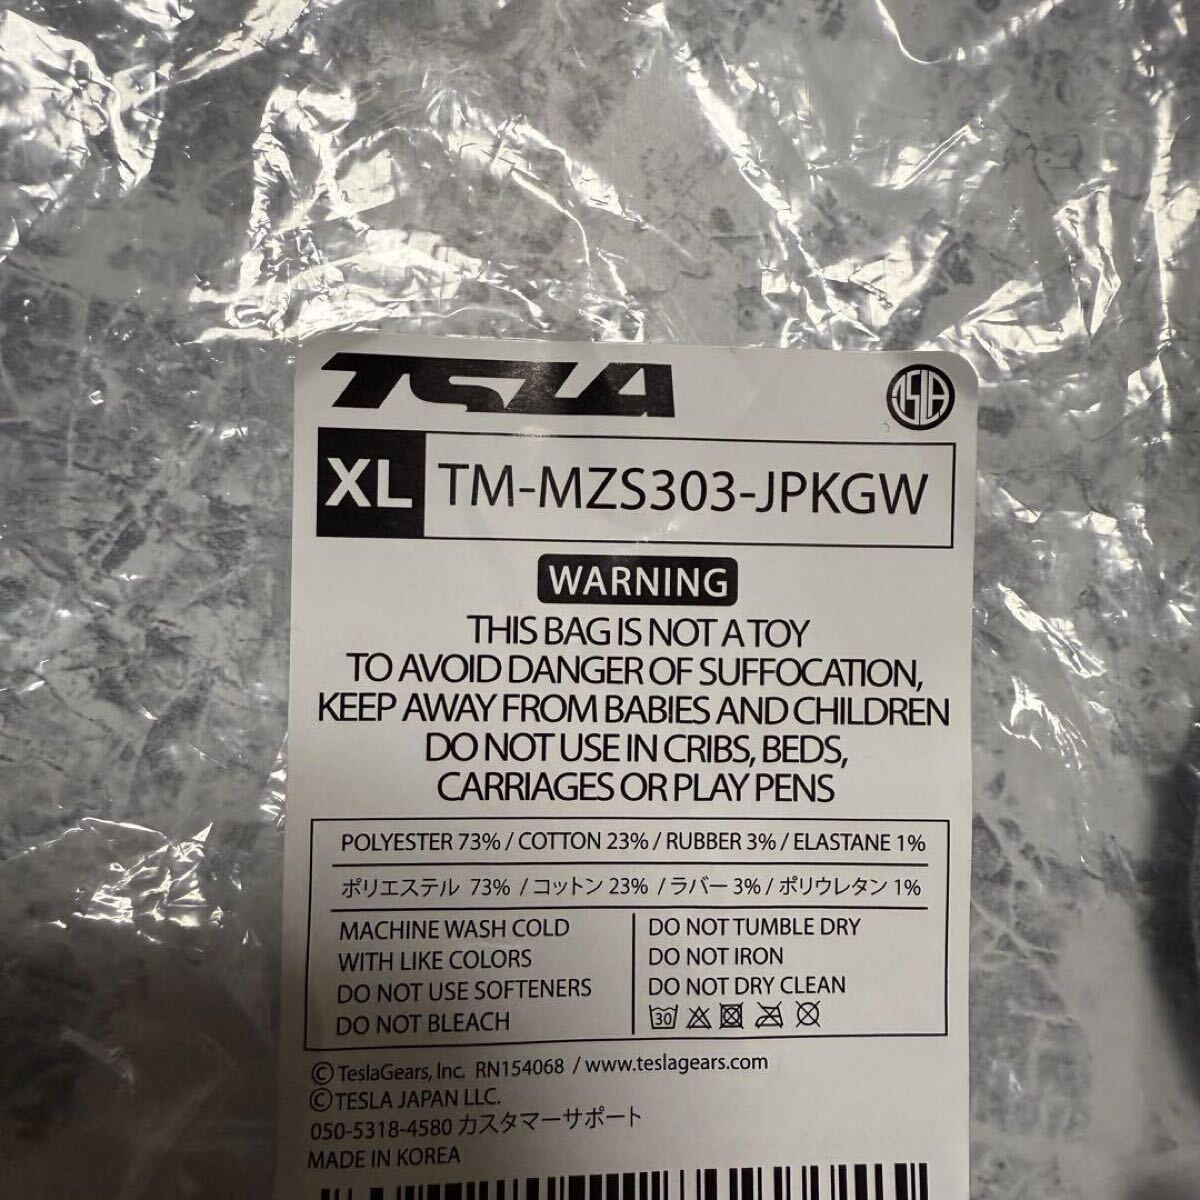 TESLA
TSLA
XL TM-MZS303-JPKGW
WARNING
THIS BAG IS NOT A TOY
TO AVOID DANGER OF SUFFOCATION,
KEEP AWAY FROM BABIES AND CHILDREN
DO NOT USE IN CRIBS, BEDS,
CARRIAGES OR PLAY PENS
POLYESTER 73% / COTTON 23% / RUBBER 3% / ELASTANE 1%
ポリエステル 73% / コットン 23% / ラバー 3% / ポリウレタン 1%
MACHINE WASH COLD
WITH LIKE COLORS
DO NOT USE SOFTENERS
DO NOT BLEACH
DO NOT TUMBLE DRY
DO NOT IRON
DO NOT DRY CLEAN
30
© TeslaGears, Inc. RN154068 / www.teslagears.com
© TESLA JAPAN LLC.
050-5318-4580 カスタマーサポート
MADE IN KOREA